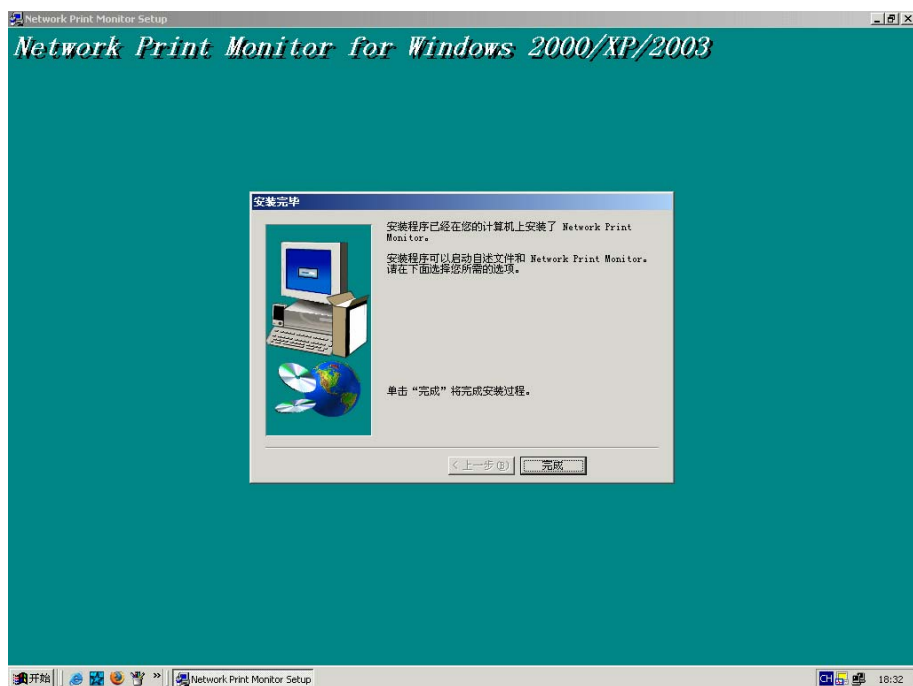 Network Print Monitor Setup
Network Print Monitor for Windows 2000/XP/2003
安装完毕
安装程序已经在您的计算机上安装了 Network Print
Monitor。
安装程序可以启动自述文件和 Network Print Monitor。
请在下面选择您所需的选项。
单击“完成”将完成安装过程。
< 上一步(B)
完成
开始
»
Network Print Monitor Setup
CH
18:32